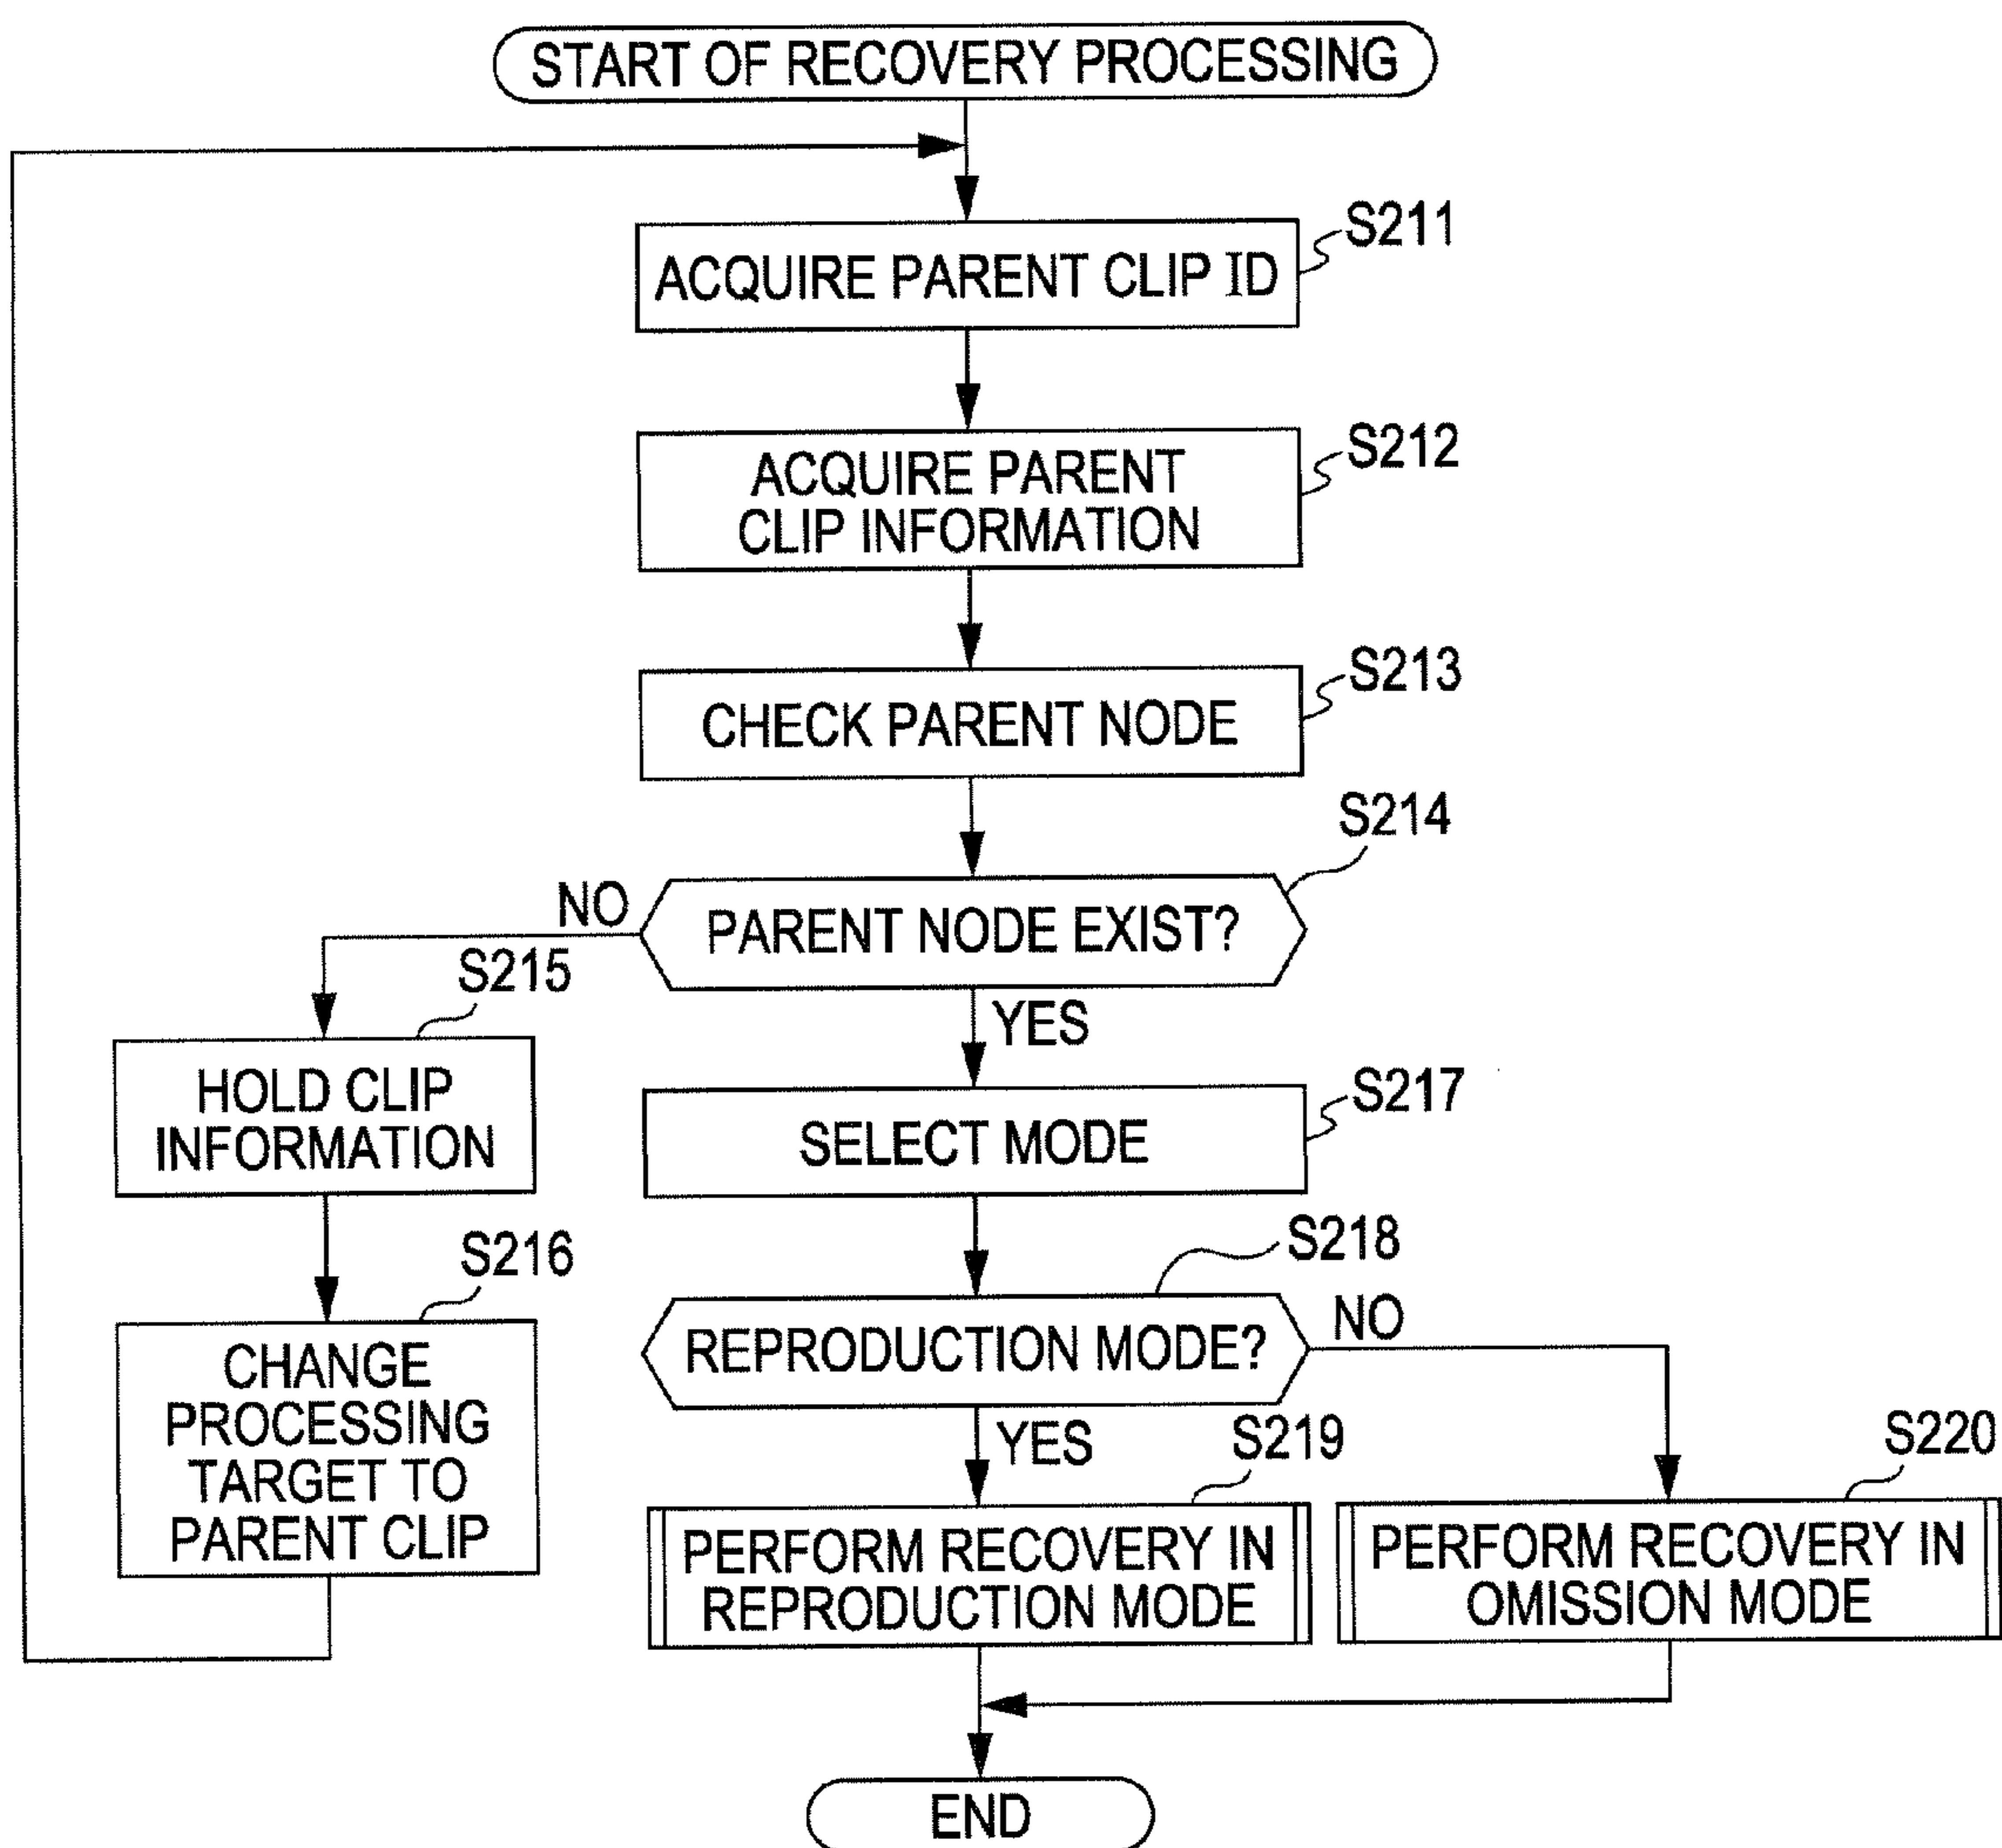 START OF RECOVERY PROCESSING
S211
ACQUIRE PARENT CLIP ID
S212
ACQUIRE PARENT
CLIP INFORMATION
S213
CHECK PARENT NODE
S214
PARENT NODE EXIST?
NO
YES
S215
HOLD CLIP
INFORMATION
S216
CHANGE
PROCESSING
TARGET TO
PARENT CLIP
S217
SELECT MODE
S218
REPRODUCTION MODE?
NO
YES
S219
PERFORM RECOVERY IN
REPRODUCTION MODE
S220
PERFORM RECOVERY IN
OMISSION MODE
END